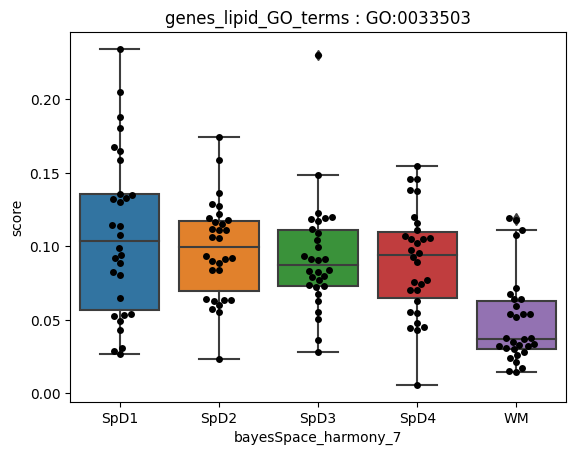 genes_lipid_GO_terms : GO:0033503
0.20
0.15
0.10
0.05
0.00
score
SpD1 SpD2 SpD3 SpD4 WM
bayesSpace_harmony_7